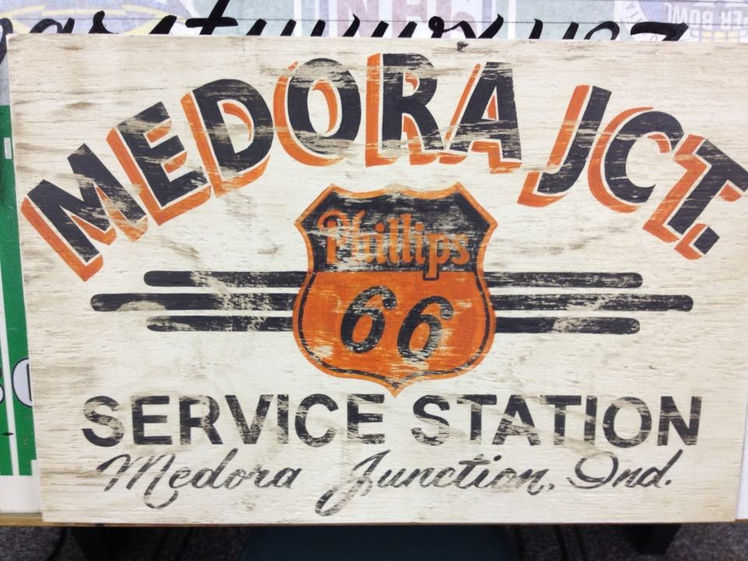 MEDORA JCT.
Phillips
66
SERVICE STATION
Medora Junction, Ind.